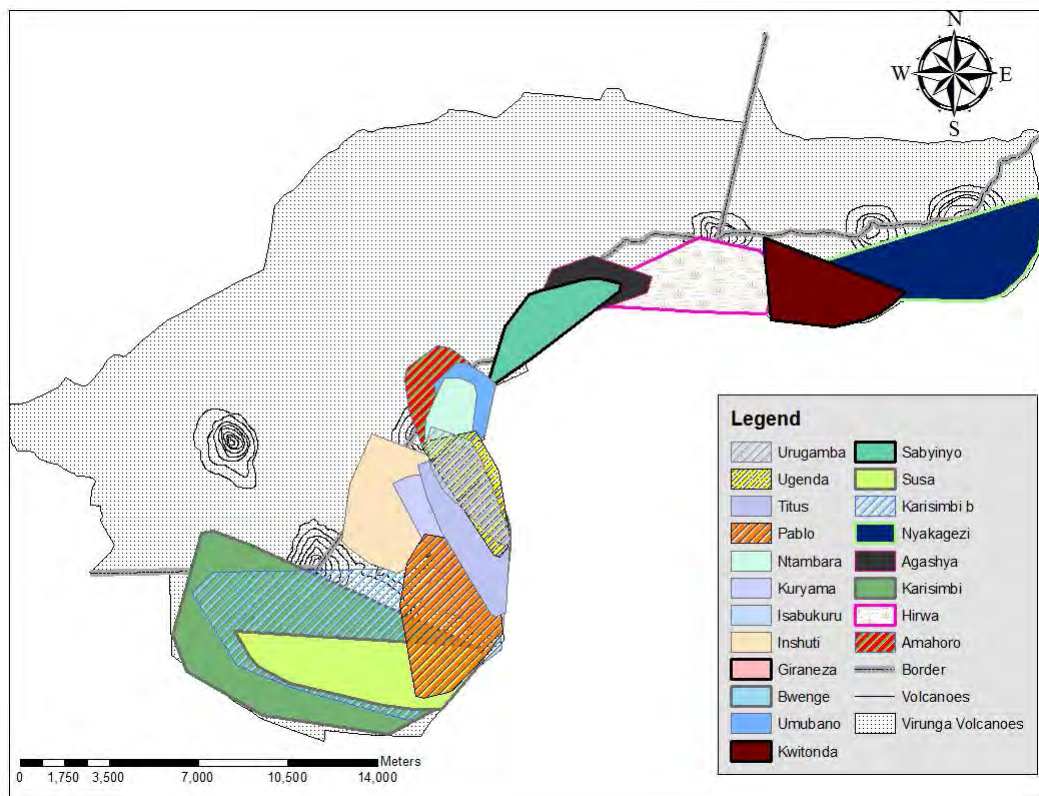 N
W E
S
Legend
Urugamba
Ugenda
Titus
Pablo
Ntambara
Kuryama
Isabukuru
Inshuti
Giraneza
Bwenge
Umubano
Kwitonda
Sabyinyo
Susa
Karisimbi b
Nyakagezi
Agashya
Karisimbi
Hirwa
Amahoro
Border
Volcanoes
Virunga Volcanoes
Meters
0 1,750 3,500 7,000 10,500 14,000